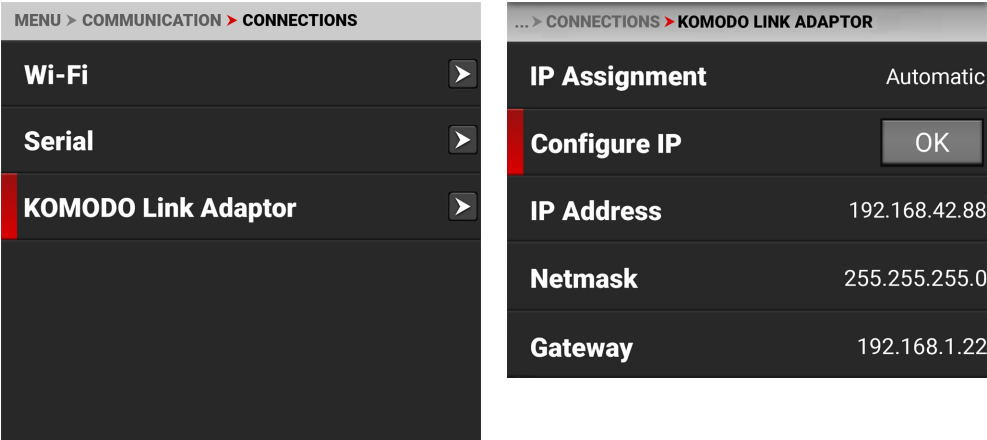 MENU > COMMUNICATION > CONNECTIONS
Wi-Fi
Serial
KOMODO Link Adaptor
... > CONNECTIONS > KOMODO LINK ADAPTOR
IP Assignment Automatic
Configure IP OK
IP Address 192.168.42.88
Netmask 255.255.255.0
Gateway 192.168.1.22